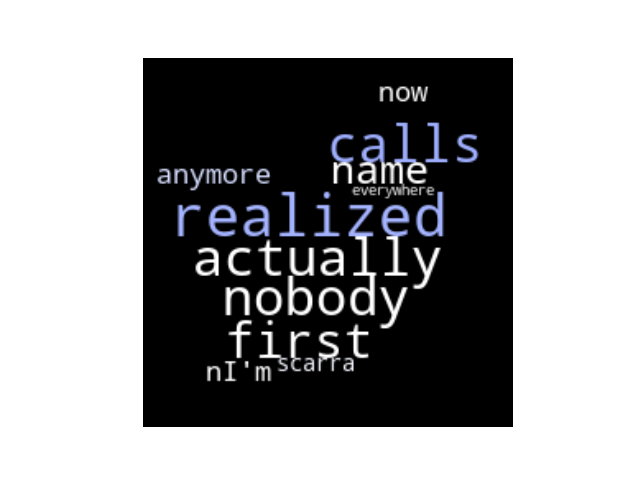 now
calls
name
anymore
everywhere
realized
actually
nobody
first
scarra
nI'm